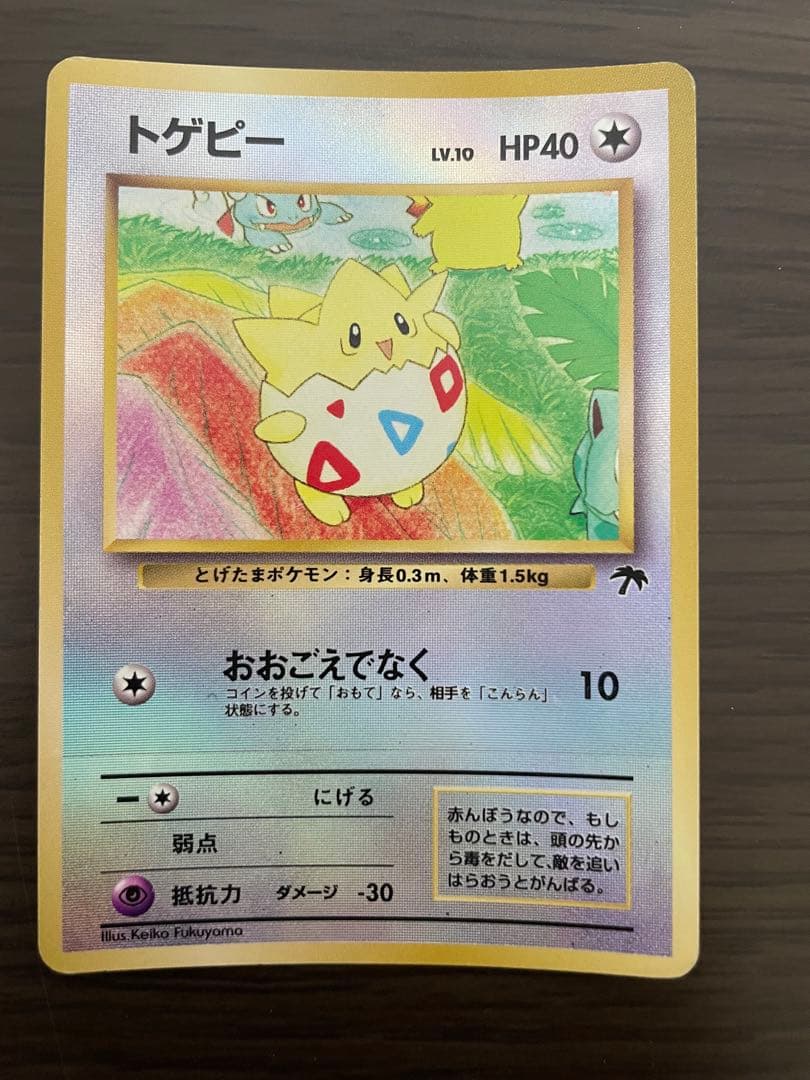 トゲピー LV.10 HP40
とげたまポケモン：身長0.3m、体重1.5kg
おおごえでなく 10
コインを投げて「おもて」なら、相手を「こんらん」
状態にする。
ー にげる
弱点
抵抗力 ダメージ -30
赤んぼうなので、もし
ものときは、頭の先か
ら毒をだして、敵を追い
はらおうとがんばる。
Illus.Keiko Fukuyama